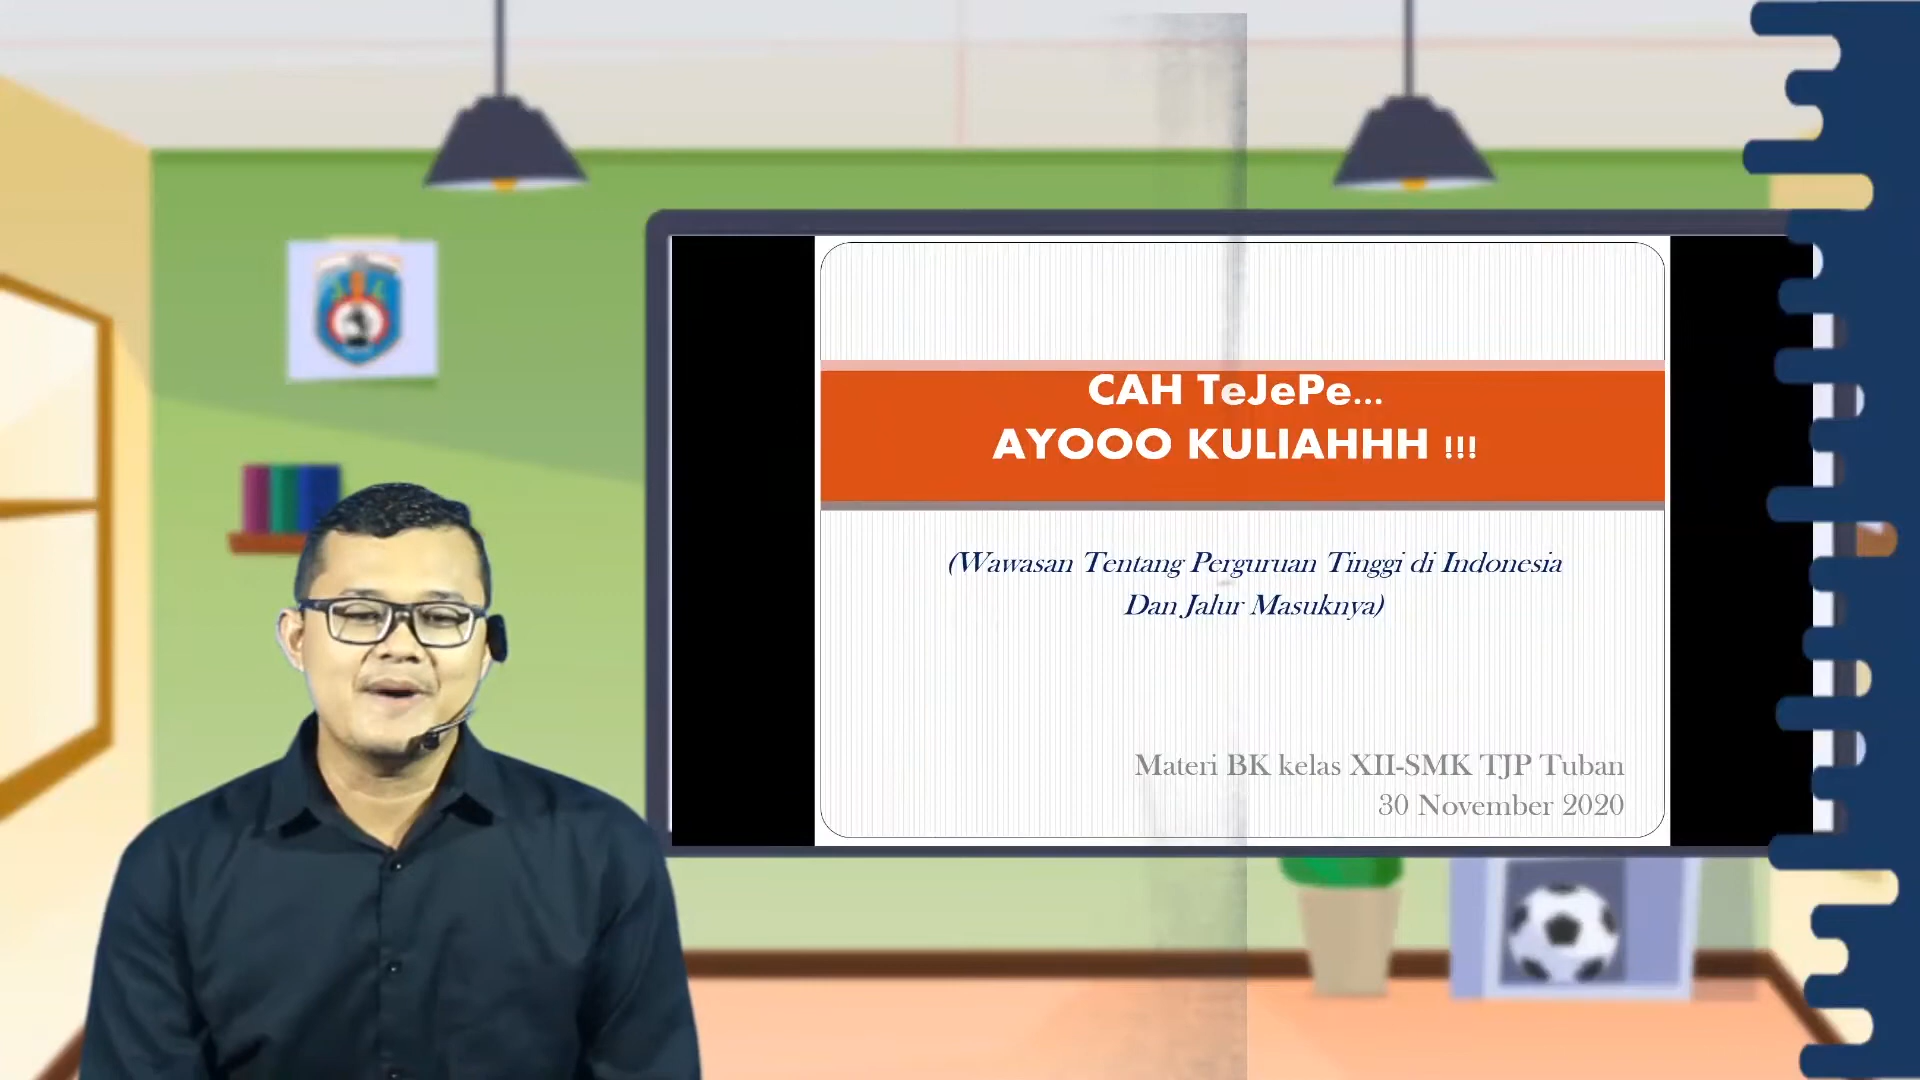 CAH TeJePe...
AYOOO KULIAHHH !!!
(Wawasan Tentang Perguruan Tinggi di Indonesia
Dan Jalur Masuknya)
Materi BK kelas XII-SMK TJP Tuban
30 November 2020